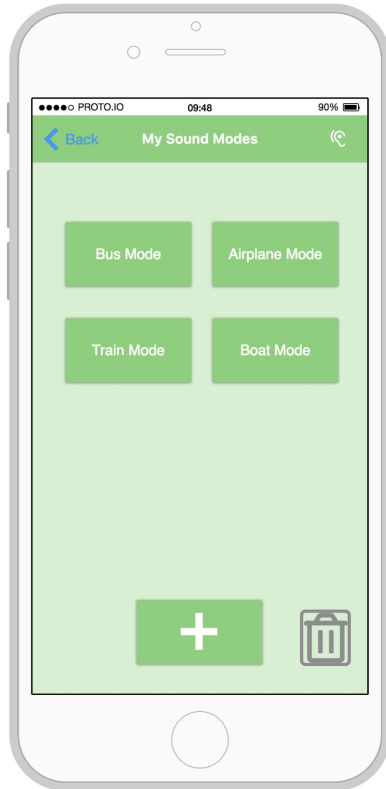 PROTO.IO 09:48 90%
Back My Sound Modes
Bus Mode Airplane Mode
Train Mode Boat Mode
+